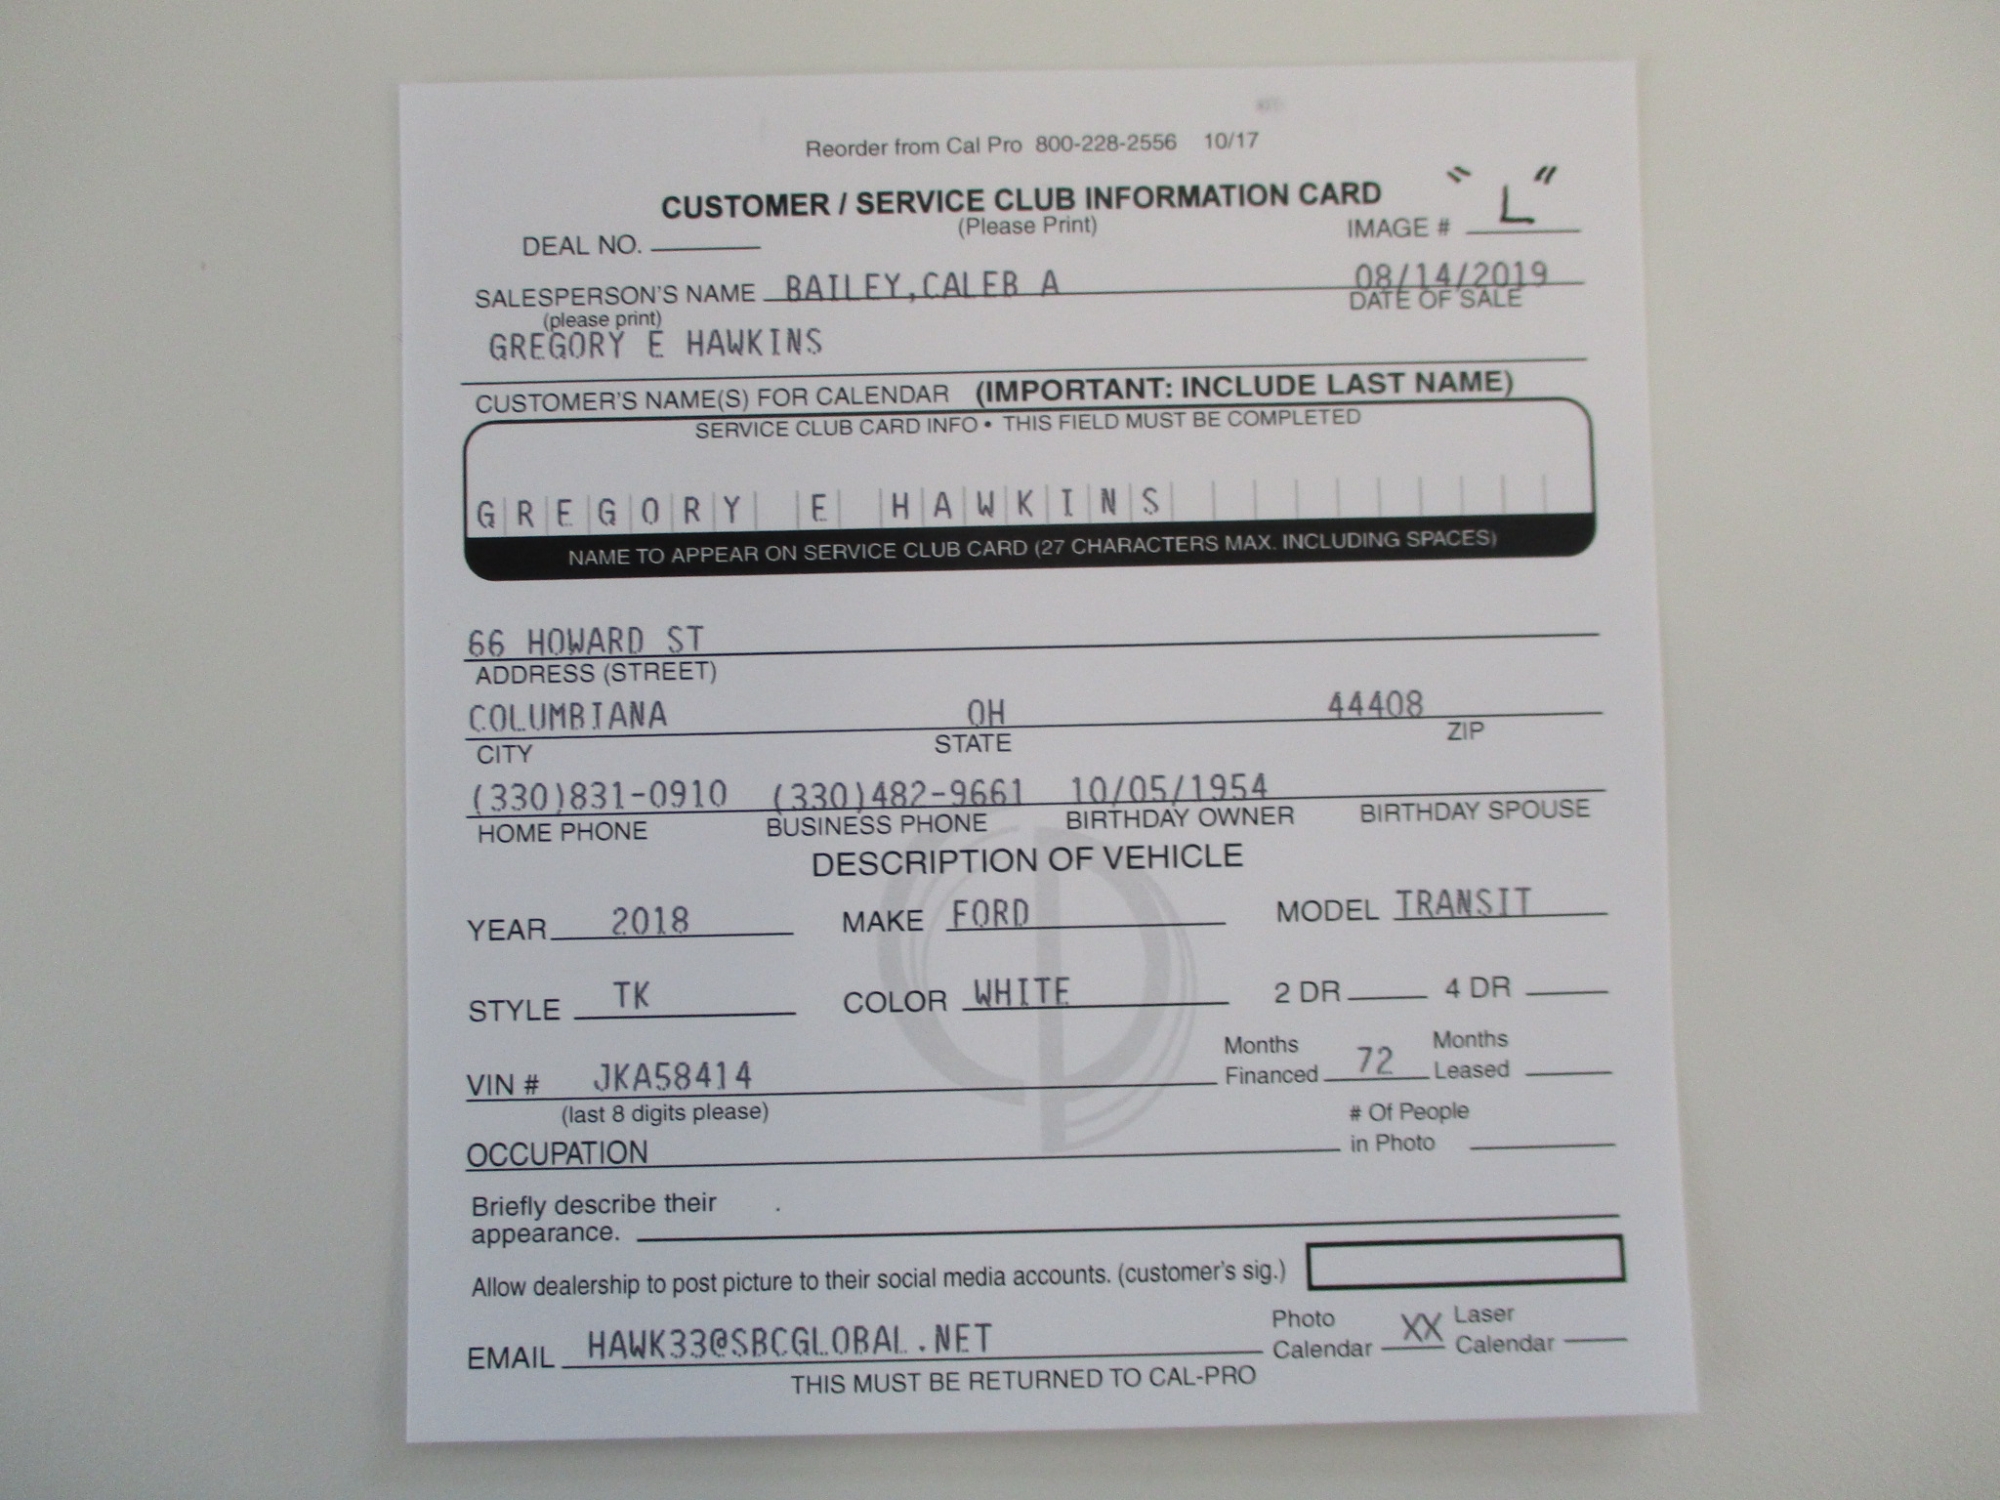 Reorder from Cal Pro 800-228-2556 10/17
CUSTOMER / SERVICE CLUB INFORMATION CARD
(Please Print)
DEAL NO.
IMAGE # "L"
SALESPERSON'S NAME BAILEY,CALEB A 08/14/2019
(please print) DATE OF SALE
GREGORY E HAWKINS
CUSTOMER'S NAME(S) FOR CALENDAR (IMPORTANT: INCLUDE LAST NAME)
SERVICE CLUB CARD INFO • THIS FIELD MUST BE COMPLETED
GREGORY E HAWKINS
NAME TO APPEAR ON SERVICE CLUB CARD (27 CHARACTERS MAX. INCLUDING SPACES)
66 HOWARD ST
ADDRESS (STREET)
COLUMBIANA OH 44408
CITY STATE ZIP
(330)831-0910 (330)482-9661 10/05/1954
HOME PHONE BUSINESS PHONE BIRTHDAY OWNER BIRTHDAY SPOUSE
DESCRIPTION OF VEHICLE
YEAR 2018 MAKE FORD MODEL TRANSIT
STYLE TK COLOR WHITE 2 DR 4 DR
VIN # JKA58414 Months Financed 72 Months Leased
(last 8 digits please)
OCCUPATION # Of People in Photo
Briefly describe their
appearance.
Allow dealership to post picture to their social media accounts. (customer's sig.)
EMAIL HAWK33@SBCGLOBAL.NET Photo Calendar XX Laser Calendar
THIS MUST BE RETURNED TO CAL-PRO